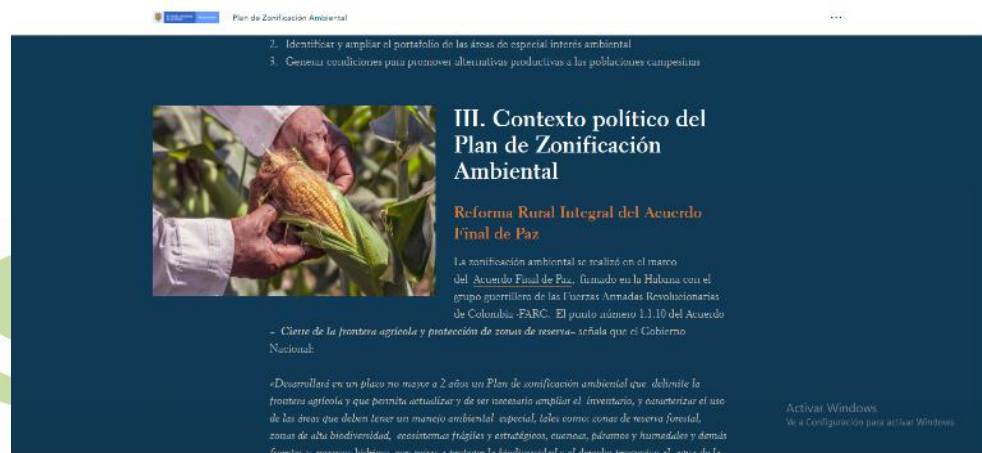 Plan de Zonificación Ambiental
...
2. Identificar y ampliar el portafolio de las áreas de especial interés ambiental
3. Generar condiciones para promover alternativas productivas a las poblaciones campesinas
III. Contexto político del
Plan de Zonificación
Ambiental
Reforma Rural Integral del Acuerdo
Final de Paz
La zonificación ambiental se realizó en el marco
del Acuerdo Final de Paz, firmado en la Habana con el
grupo guerrillero de las Fuerzas Armadas Revolucionarias
de Colombia -FARC. El punto número 1.1.10 del Acuerdo
– Cierre de la frontera agrícola y protección de zonas de reserva– señala que el Gobierno
Nacional:
«Desarrollará en un plazo no mayor a 2 años un Plan de zonificación ambiental que delimite la
frontera agrícola y que permita actualizar y de ser necesario ampliar el inventario, y caracterizar el uso
de las áreas que deben tener un manejo ambiental especial, tales como: zonas de reserva forestal,
zonas de alta biodiversidad, ecosistemas frágiles y estratégicos, cuencas, páramos y humedales y demás
Activar Windows
Ve a Configuración para activar Windows.